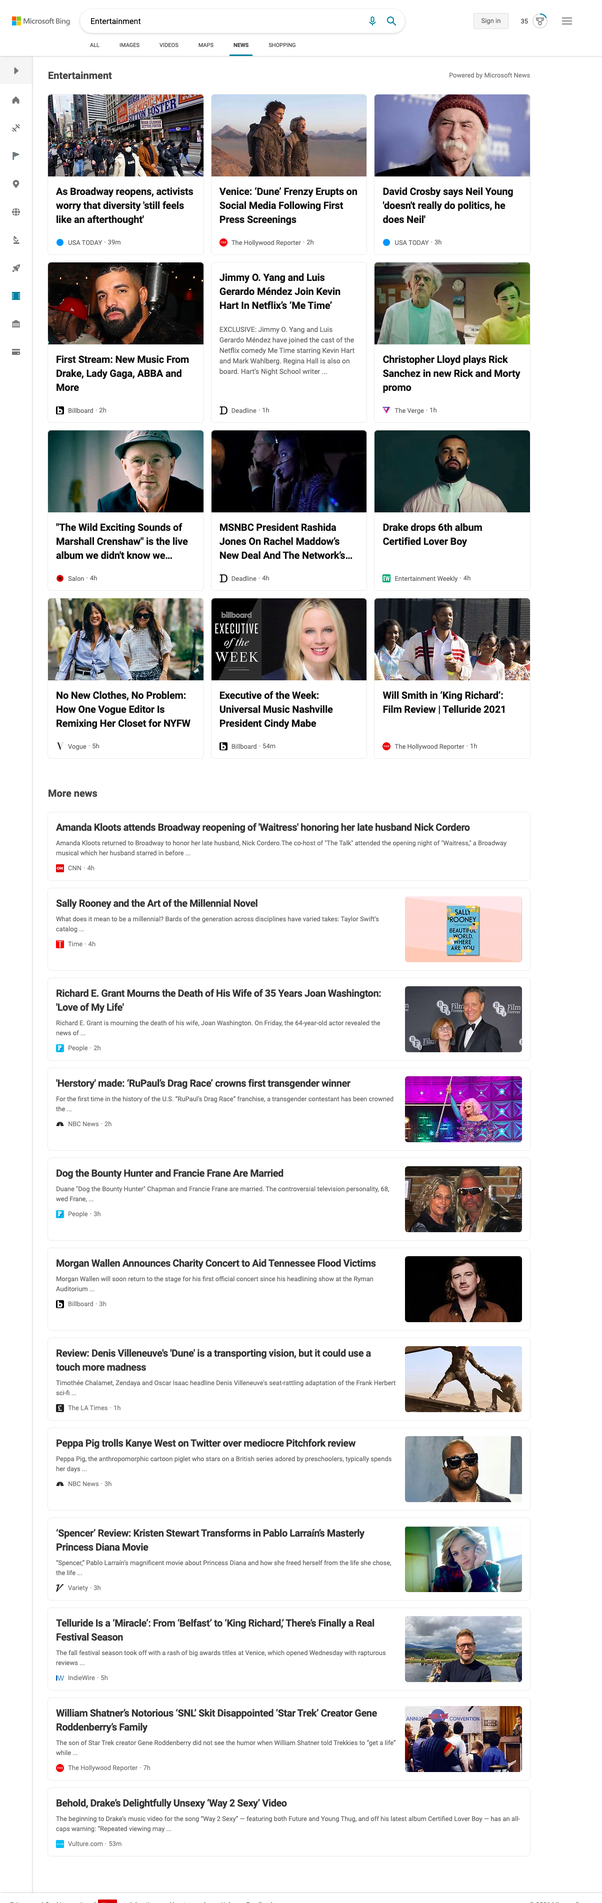 Microsoft Bing
Entertainment
Sign in
35
ALL IMAGES VIDEOS MAPS NEWS SHOPPING
Entertainment
Powered by Microsoft News
As Broadway reopens, activists
worry that diversity 'still feels
like an afterthought'
USA TODAY · 39m
Venice: ‘Dune’ Frenzy Erupts on
Social Media Following First
Press Screenings
The Hollywood Reporter · 2h
David Crosby says Neil Young
'doesn't really do politics, he
does Neil'
USA TODAY · 3h
First Stream: New Music From
Drake, Lady Gaga, ABBA and
More
Billboard · 2h
Jimmy O. Yang and Luis
Gerardo Méndez Join Kevin
Hart In Netflix’s ‘Me Time’
EXCLUSIVE: Jimmy O. Yang and Luis
Gerardo Méndez have joined the cast of the
Netflix comedy Me Time starring Kevin Hart
and Mark Wahlberg. Regina Hall is also on
board. Hart's Night School writer ...
Deadline · 1h
Christopher Lloyd plays Rick
Sanchez in new Rick and Morty
promo
The Verge · 1h
"The Wild Exciting Sounds of
Marshall Crenshaw" is the live
album we didn't know we...
Salon · 4h
MSNBC President Rashida
Jones On Rachel Maddow’s
New Deal And The Network’s...
Deadline · 4h
Drake drops 6th album
Certified Lover Boy
EW
Entertainment Weekly · 4h
No New Clothes, No Problem:
How One Vogue Editor Is
Remixing Her Closet for NYFW
Vogue · 5h
billboard
EXECUTIVE
of the
WEEK
Executive of the Week:
Universal Music Nashville
President Cindy Mabe
Billboard · 54m
Will Smith in ‘King Richard’:
Film Review | Telluride 2021
The Hollywood Reporter · 1h
More news
Amanda Kloots attends Broadway reopening of 'Waitress' honoring her late husband Nick Cordero
Amanda Kloots returned to Broadway to honor her late husband, Nick Cordero.The co-host of "The Talk" attended the opening night of "Waitress," a Broadway
musical which her husband starred in before ...
CNN · 4h
Sally Rooney and the Art of the Millennial Novel
What does it mean to be a millennial? Bards of the generation across disciplines have varied takes: Taylor Swift's
catalog ...
Time · 4h
SALLY
ROONEY
BEAUTIFUL
WORLD,
WHERE
ARE YOU
Richard E. Grant Mourns the Death of His Wife of 35 Years Joan Washington:
'Love of My Life'
Richard E. Grant is mourning the death of his wife, Joan Washington. On Friday, the 64-year-old actor revealed the
news of ...
People · 2h
'Herstory' made: ‘RuPaul’s Drag Race’ crowns first transgender winner
For the first time in the history of the U.S. “RuPaul's Drag Race” franchise, a transgender contestant has been crowned
the ...
NBC News · 2h
Dog the Bounty Hunter and Francie Frane Are Married
Duane "Dog the Bounty Hunter" Chapman and Francie Frane are married. The controversial television personality, 68,
wed Frane, ...
People · 3h
Morgan Wallen Announces Charity Concert to Aid Tennessee Flood Victims
Morgan Wallen will soon return to the stage for his first official concert since his headlining show at the Ryman
Auditorium ...
Billboard · 3h
Review: Denis Villeneuve's 'Dune' is a transporting vision, but it could use a
touch more madness
Timothée Chalamet, Zendaya and Oscar Isaac headline Denis Villeneuve's seat-rattling adaptation of the Frank Herbert
sci-fi ...
The LA Times · 1h
Peppa Pig trolls Kanye West on Twitter over mediocre Pitchfork review
Peppa Pig, the anthropomorphic cartoon piglet who stars on a British series adored by preschoolers, typically spends
her days ...
NBC News · 3h
‘Spencer’ Review: Kristen Stewart Transforms in Pablo Larraín’s Masterly
Princess Diana Movie
“Spencer,” Pablo Larraín's magnificent movie about Princess Diana and how she freed herself from the life she chose,
the life ...
Variety · 3h
Telluride Is a ‘Miracle’: From ‘Belfast’ to ‘King Richard,’ There’s Finally a Real
Festival Season
The fall festival season took off with a rash of big awards titles at Venice, which opened Wednesday with rapturous
reviews ...
IW
IndieWire · 5h
William Shatner’s Notorious ‘SNL’ Skit Disappointed ‘Star Trek’ Creator Gene
Roddenberry’s Family
The son of Star Trek creator Gene Roddenberry did not see the humor when William Shatner told Trekkies to “get a life”
while ...
The Hollywood Reporter · 7h
ANNUAL CONVENTION
Behold, Drake’s Delightfully Unsexy ‘Way 2 Sexy’ Video
The beginning to Drake’s music video for the song “Way 2 Sexy” — featuring both Future and Young Thug, and off his latest album Certified Lover Boy — has an all-
caps warning: “Repeated viewing may ...
Vulture.com · 53m